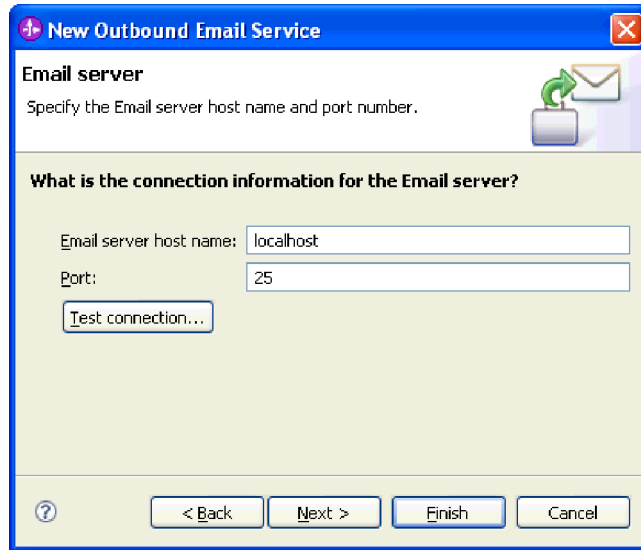 New Outbound Email Service
Email server
Specify the Email server host name and port number.
What is the connection information for the Email server?
Email server host name: localhost
Port: 25
Test connection...
? < Back Next > Finish Cancel